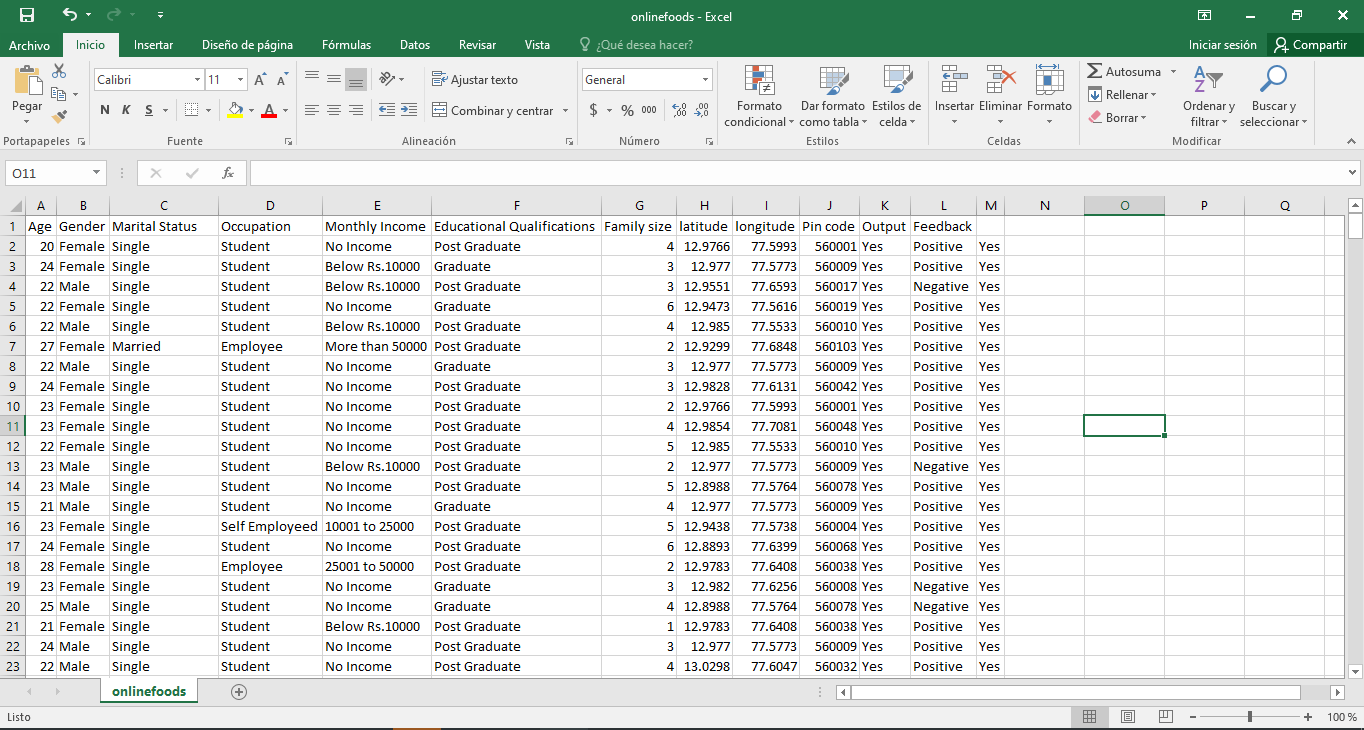 onlinefoods - Excel
Archivo Inicio Insertar Diseño de página Fórmulas Datos Revisar Vista ¿Qué desea hacer? Iniciar sesión Compartir
Pegar Calibri 11 Ajustar texto General Formato condicional Dar formato como tabla Estilos de celda Insertar Eliminar Formato Autosuma Rellenar Borrar Ordenar y filtrar Buscar y seleccionar
N K S Combinar y centrar $ % 000
Portapapeles Fuente Alineación Número Estilos Celdas Modificar
O11 fx
A B C D E F G H I J K L M N O P Q
1 Age Gender Marital Status Occupation Monthly Income Educational Qualifications Family size latitude longitude Pin code Output Feedback
2 20 Female Single Student No Income Post Graduate 4 12.9766 77.5993 560001 Yes Positive Yes
3 24 Female Single Student Below Rs.10000 Graduate 3 12.977 77.5773 560009 Yes Positive Yes
4 22 Male Single Student Below Rs.10000 Post Graduate 3 12.9551 77.6593 560017 Yes Negative Yes
5 22 Female Single Student No Income Graduate 6 12.9473 77.5616 560019 Yes Positive Yes
6 22 Male Single Student Below Rs.10000 Post Graduate 4 12.985 77.5533 560010 Yes Positive Yes
7 27 Female Married Employee More than 50000 Post Graduate 2 12.9299 77.6848 560103 Yes Positive Yes
8 22 Male Single Student No Income Graduate 3 12.977 77.5773 560009 Yes Positive Yes
9 24 Female Single Student No Income Post Graduate 3 12.9828 77.6131 560042 Yes Positive Yes
10 23 Female Single Student No Income Post Graduate 2 12.9766 77.5993 560001 Yes Positive Yes
11 23 Female Single Student No Income Post Graduate 4 12.9854 77.7081 560048 Yes Positive Yes
12 22 Female Single Student No Income Post Graduate 5 12.985 77.5533 560010 Yes Positive Yes
13 23 Male Single Student Below Rs.10000 Post Graduate 2 12.977 77.5773 560009 Yes Negative Yes
14 23 Male Single Student No Income Post Graduate 5 12.8988 77.5764 560078 Yes Positive Yes
15 21 Male Single Student No Income Graduate 4 12.977 77.5773 560009 Yes Positive Yes
16 23 Female Single Self Employeed 10001 to 25000 Post Graduate 5 12.9438 77.5738 560004 Yes Positive Yes
17 24 Female Single Student No Income Post Graduate 6 12.8893 77.6399 560068 Yes Positive Yes
18 28 Female Single Employee 25001 to 50000 Post Graduate 2 12.9783 77.6408 560038 Yes Positive Yes
19 23 Female Single Student No Income Graduate 3 12.982 77.6256 560008 Yes Negative Yes
20 25 Male Single Student No Income Graduate 4 12.8988 77.5764 560078 Yes Negative Yes
21 21 Female Single Student Below Rs.10000 Post Graduate 1 12.9783 77.6408 560038 Yes Positive Yes
22 24 Male Single Student No Income Post Graduate 3 12.977 77.5773 560009 Yes Positive Yes
23 22 Male Single Student No Income Post Graduate 4 13.0298 77.6047 560032 Yes Positive Yes
onlinefoods
Listo 100 %